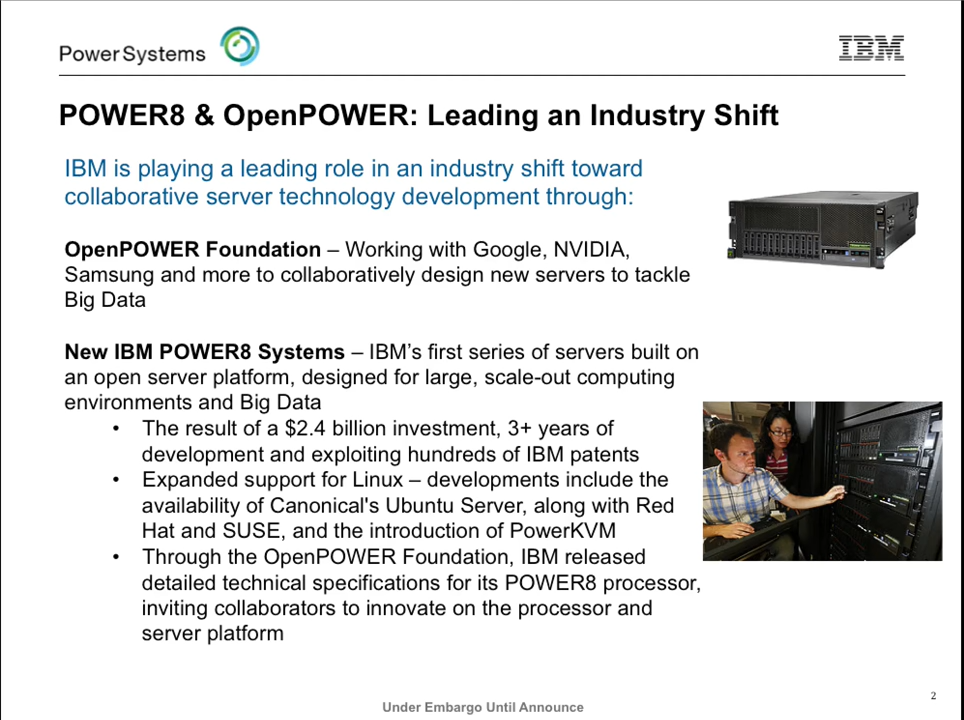 Power Systems
IBM
POWER8 & OpenPOWER: Leading an Industry Shift
IBM is playing a leading role in an industry shift toward
collaborative server technology development through:
OpenPOWER Foundation – Working with Google, NVIDIA,
Samsung and more to collaboratively design new servers to tackle
Big Data
New IBM POWER8 Systems – IBM’s first series of servers built on
an open server platform, designed for large, scale-out computing
environments and Big Data
• The result of a $2.4 billion investment, 3+ years of
development and exploiting hundreds of IBM patents
• Expanded support for Linux – developments include the
availability of Canonical's Ubuntu Server, along with Red
Hat and SUSE, and the introduction of PowerKVM
• Through the OpenPOWER Foundation, IBM released
detailed technical specifications for its POWER8 processor,
inviting collaborators to innovate on the processor and
server platform
2
Under Embargo Until Announce